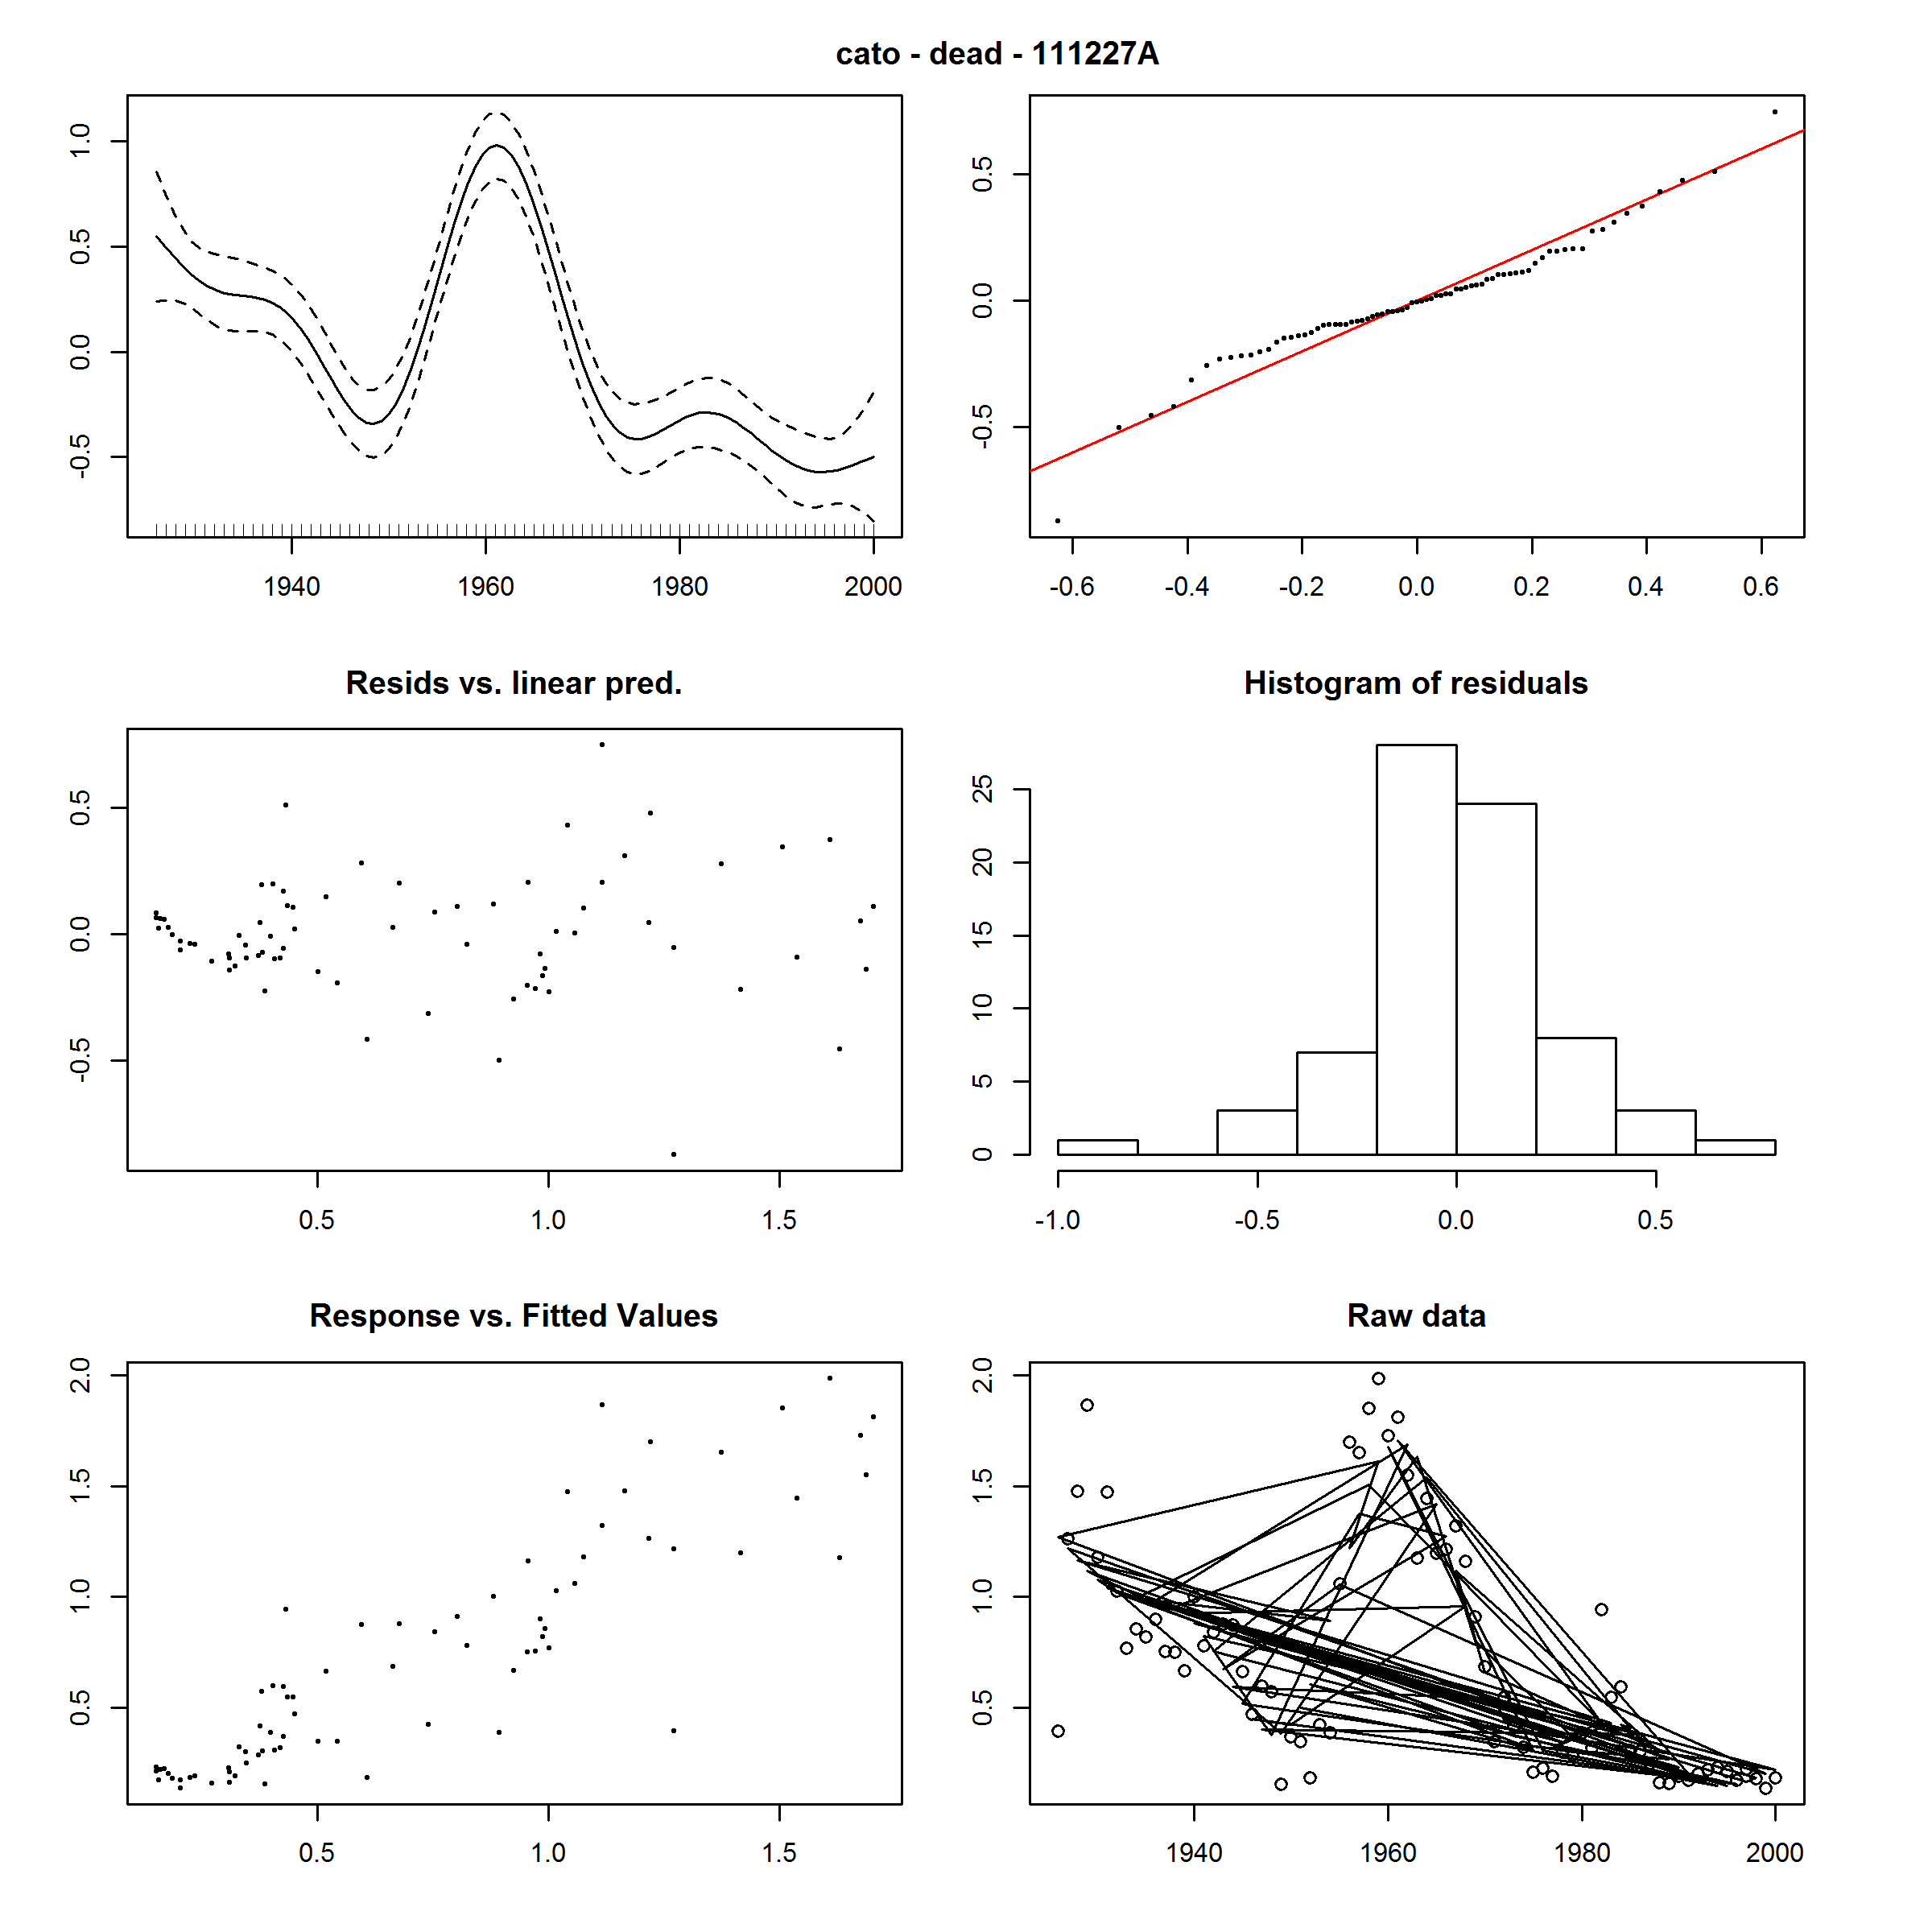 cato - dead - 111227A
1.0
0.5
0.0
-0.5
1940 1960 1980 2000
0.5
0.0
-0.5
-0.6 -0.4 -0.2 0.0 0.2 0.4 0.6
Resids vs. linear pred.
0.5
0.0
-0.5
0.5 1.0 1.5
Histogram of residuals
25
20
15
10
5
0
-1.0 -0.5 0.0 0.5
Response vs. Fitted Values
2.0
1.5
1.0
0.5
0.5 1.0 1.5
Raw data
2.0
1.5
1.0
0.5
1940 1960 1980 2000